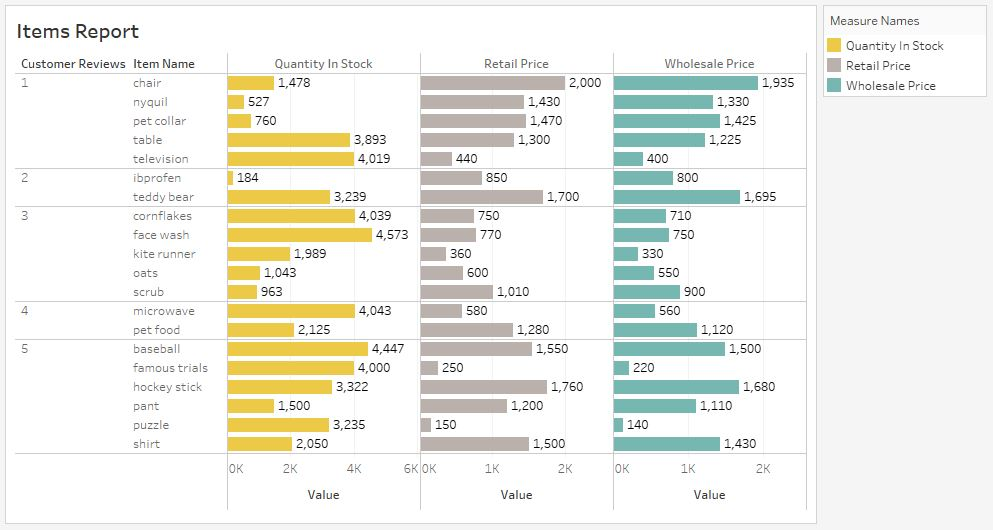 Items Report
Customer Reviews Item Name Quantity In Stock Retail Price Wholesale Price
1 chair 1,478 2,000 1,935
nyquil 527 1,430 1,330
pet collar 760 1,470 1,425
table 3,893 1,300 1,225
television 4,019 440 400
2 ibprofen 184 850 800
teddy bear 3,239 1,700 1,695
3 cornflakes 4,039 750 710
face wash 4,573 770 750
kite runner 1,989 360 330
oats 1,043 600 550
scrub 963 1,010 900
4 microwave 4,043 580 560
pet food 2,125 1,280 1,120
5 baseball 4,447 1,550 1,500
famous trials 4,000 250 220
hockey stick 3,322 1,760 1,680
pant 1,500 1,200 1,110
puzzle 3,235 150 140
shirt 2,050 1,500 1,430
0K 2K 4K 6K 0K 1K 2K 0K 1K 2K
Value Value Value
Measure Names
Quantity In Stock
Retail Price
Wholesale Price